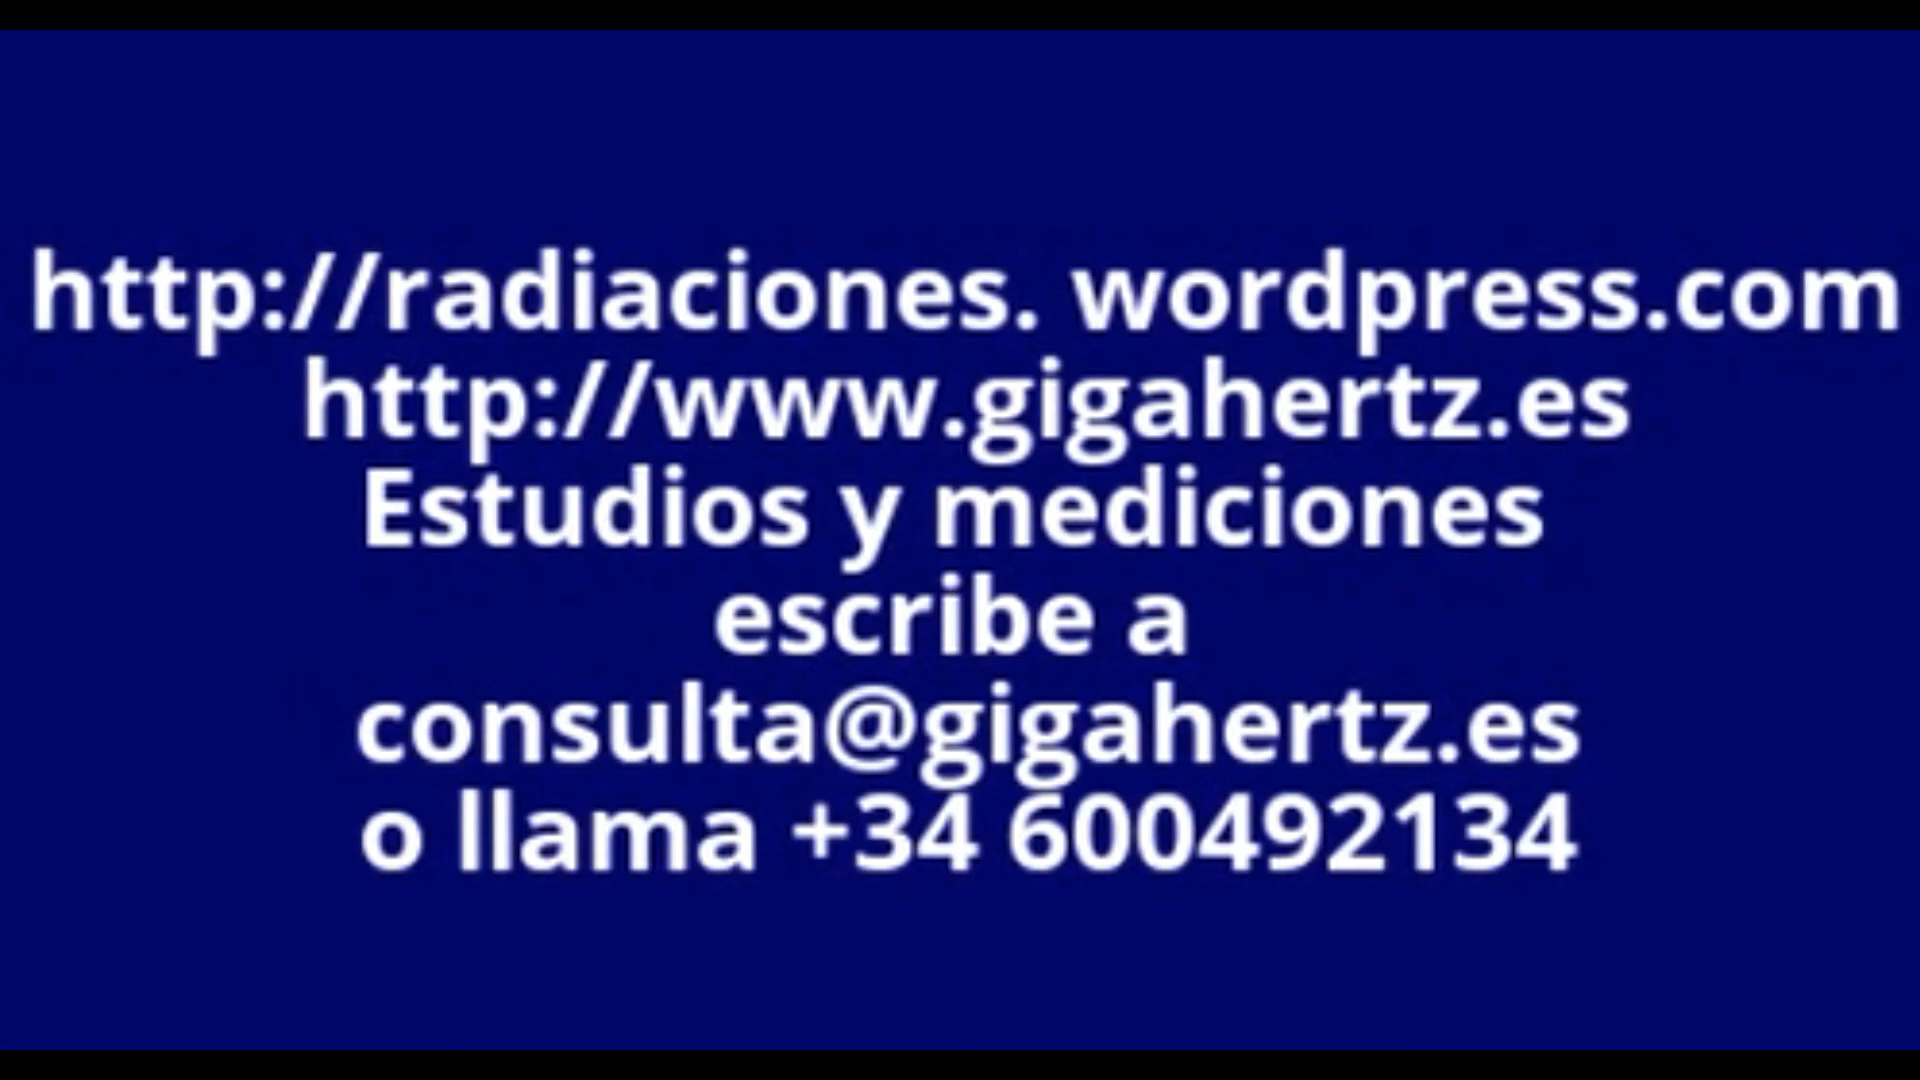 http://radiaciones. wordpress.com
http://www.gigahertz.es
Estudios y mediciones
escribe a
consulta@gigahertz.es
o llama +34 600492134